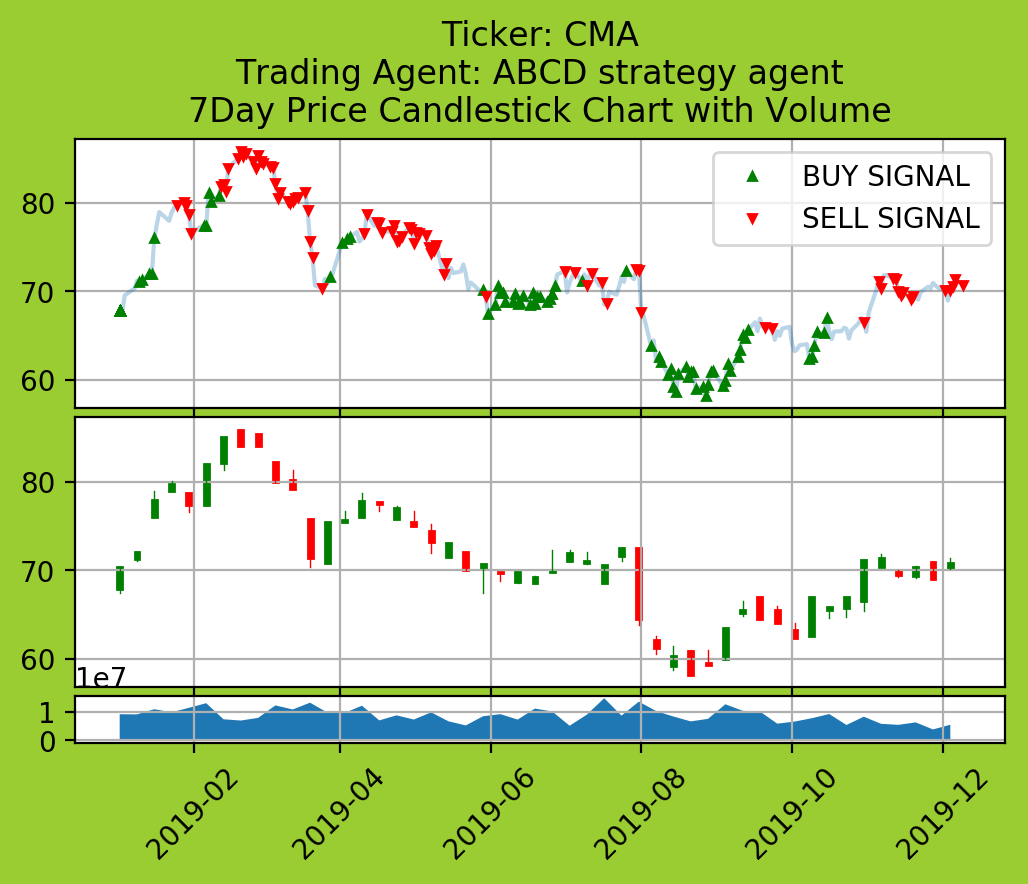 Ticker: CMA
Trading Agent: ABCD strategy agent
7Day Price Candlestick Chart with Volume
BUY SIGNAL
SELL SIGNAL
80
70
60
80
70
60
1e7
1
0
2019-02
2019-04
2019-06
2019-08
2019-10
2019-12